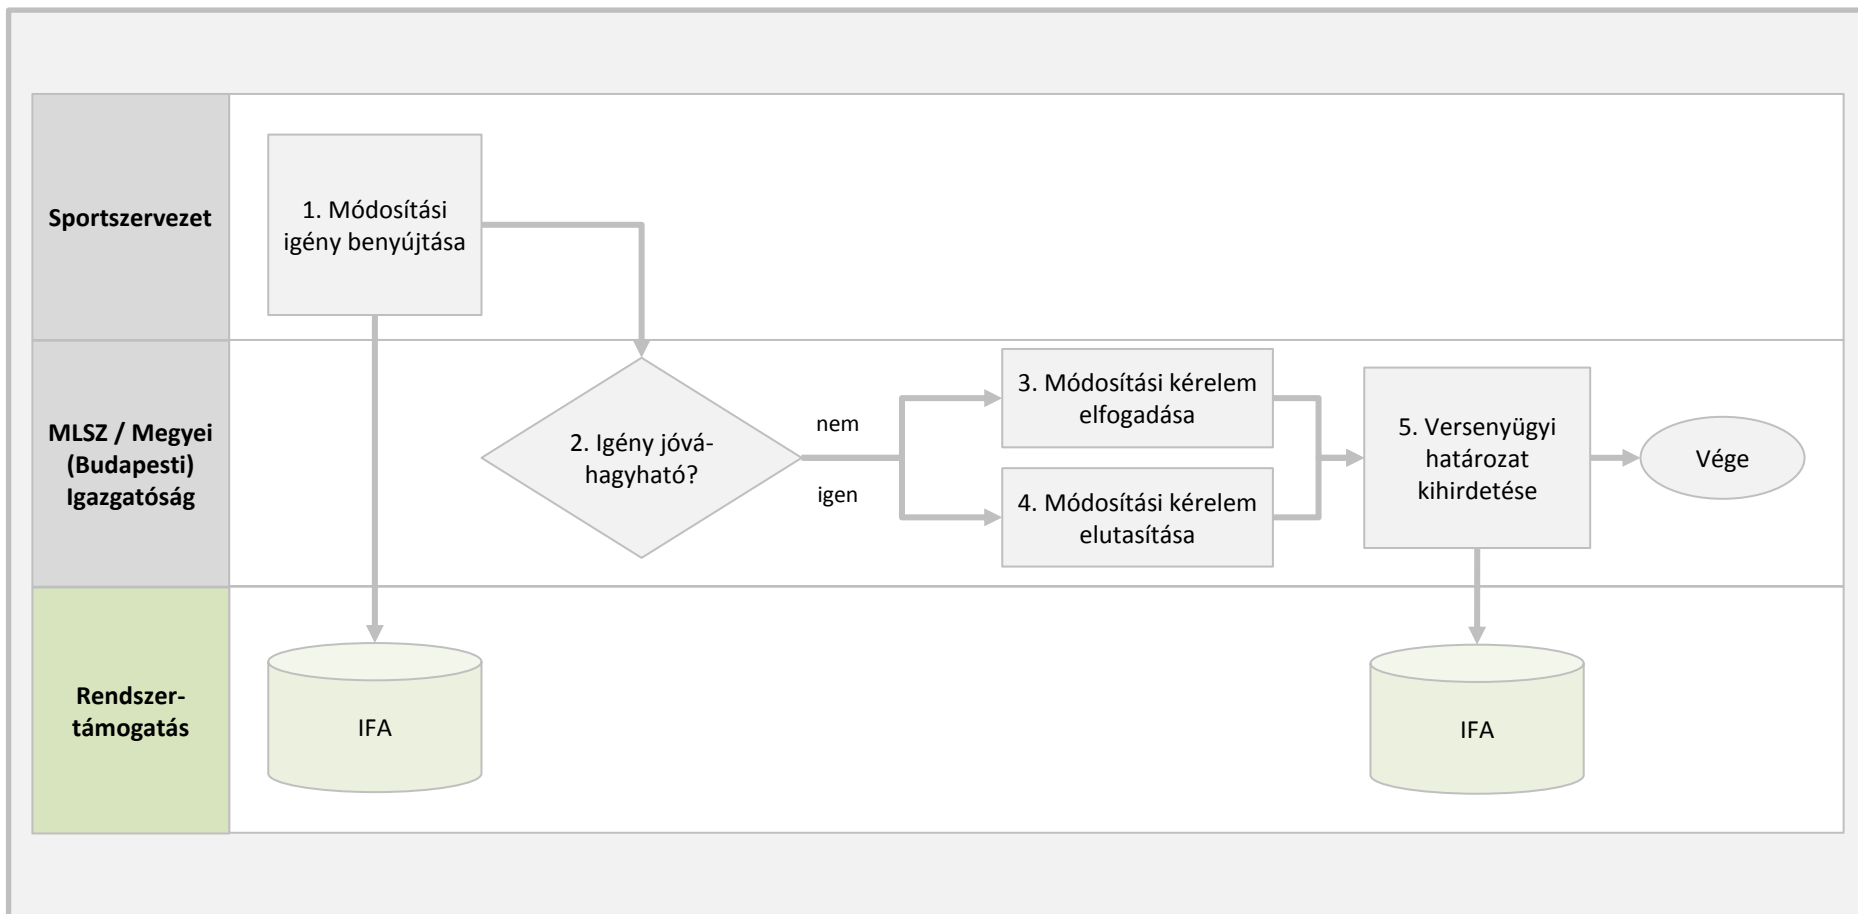 Sportszervezet
1. Módosítási
igény benyújtása
MLSZ / Megyei
(Budapesti)
Igazgatóság
2. Igény jóvá-
hagyható?
nem
igen
3. Módosítási kérelem
elfogadása
4. Módosítási kérelem
elutasítása
5. Versenyügyi
határozat
kihirdetése
Vége
Rendszer-
támogatás
IFA
IFA